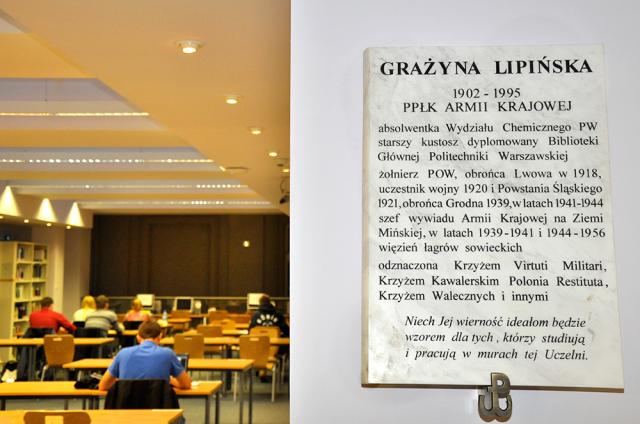 GRAŻYNA LIPIŃSKA
1902 - 1995
PPŁK ARMII KRAJOWEJ
absolwentka Wydziału Chemicznego PW
starszy kustosz dyplomowany Biblioteki
Głównej Politechniki Warszawskiej
żołnierz POW, obrońca Lwowa w 1918,
uczestnik wojny 1920 i Powstania Śląskiego
1921, obrońca Grodna 1939, w latach 1941-1944
szef wywiadu Armii Krajowej na Ziemi
Mińskiej, w latach 1939-1941 i 1944-1956
więzień łagrów sowieckich
odznaczona Krzyżem Virtuti Militari,
Krzyżem Kawalerskim Polonia Restituta,
Krzyżem Walecznych i innymi
Niech Jej wierność ideałom będzie
wzorem dla tych, którzy studiują
i pracują w murach tej Uczelni.